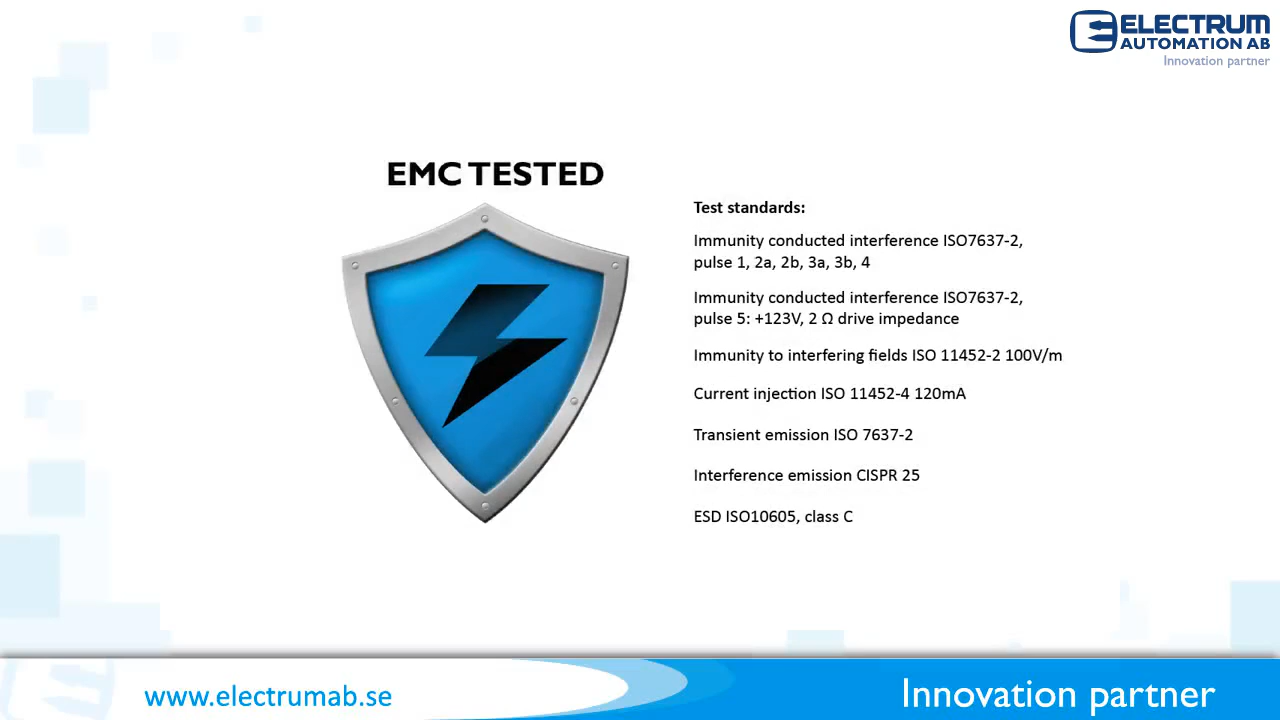 ELECTRUM
AUTOMATION AB
Innovation partner
EMC TESTED
Test standards:
Immunity conducted interference ISO7637-2,
pulse 1, 2a, 2b, 3a, 3b, 4
Immunity conducted interference ISO7637-2,
pulse 5: +123V, 2 Ω drive impedance
Immunity to interfering fields ISO 11452-2 100V/m
Current injection ISO 11452-4 120mA
Transient emission ISO 7637-2
Interference emission CISPR 25
ESD ISO10605, class C
www.electrumab.se
Innovation partner